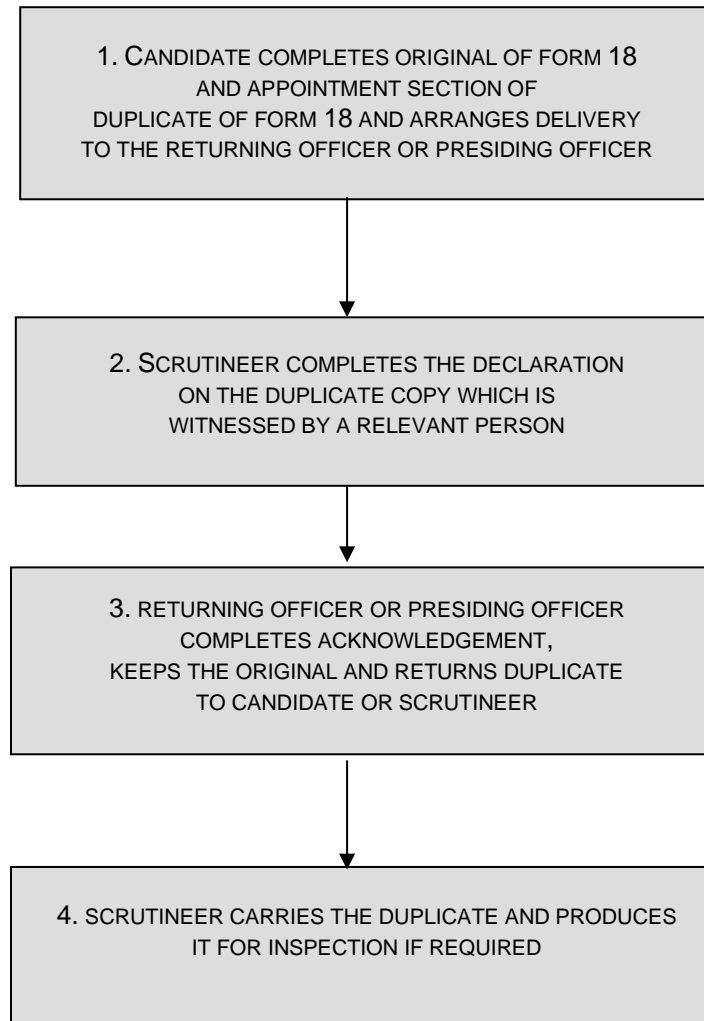 1. CANDIDATE COMPLETES ORIGINAL OF FORM 18
AND APPOINTMENT SECTION OF
DUPLICATE OF FORM 18 AND ARRANGES DELIVERY
TO THE RETURNING OFFICER OR PRESIDING OFFICER
2. SCRUTINEER COMPLETES THE DECLARATION
ON THE DUPLICATE COPY WHICH IS
WITNESSED BY A RELEVANT PERSON
3. RETURNING OFFICER OR PRESIDING OFFICER
COMPLETES ACKNOWLEDGEMENT,
KEEPS THE ORIGINAL AND RETURNS DUPLICATE
TO CANDIDATE OR SCRUTINEER
4. SCRUTINEER CARRIES THE DUPLICATE AND PRODUCES
IT FOR INSPECTION IF REQUIRED